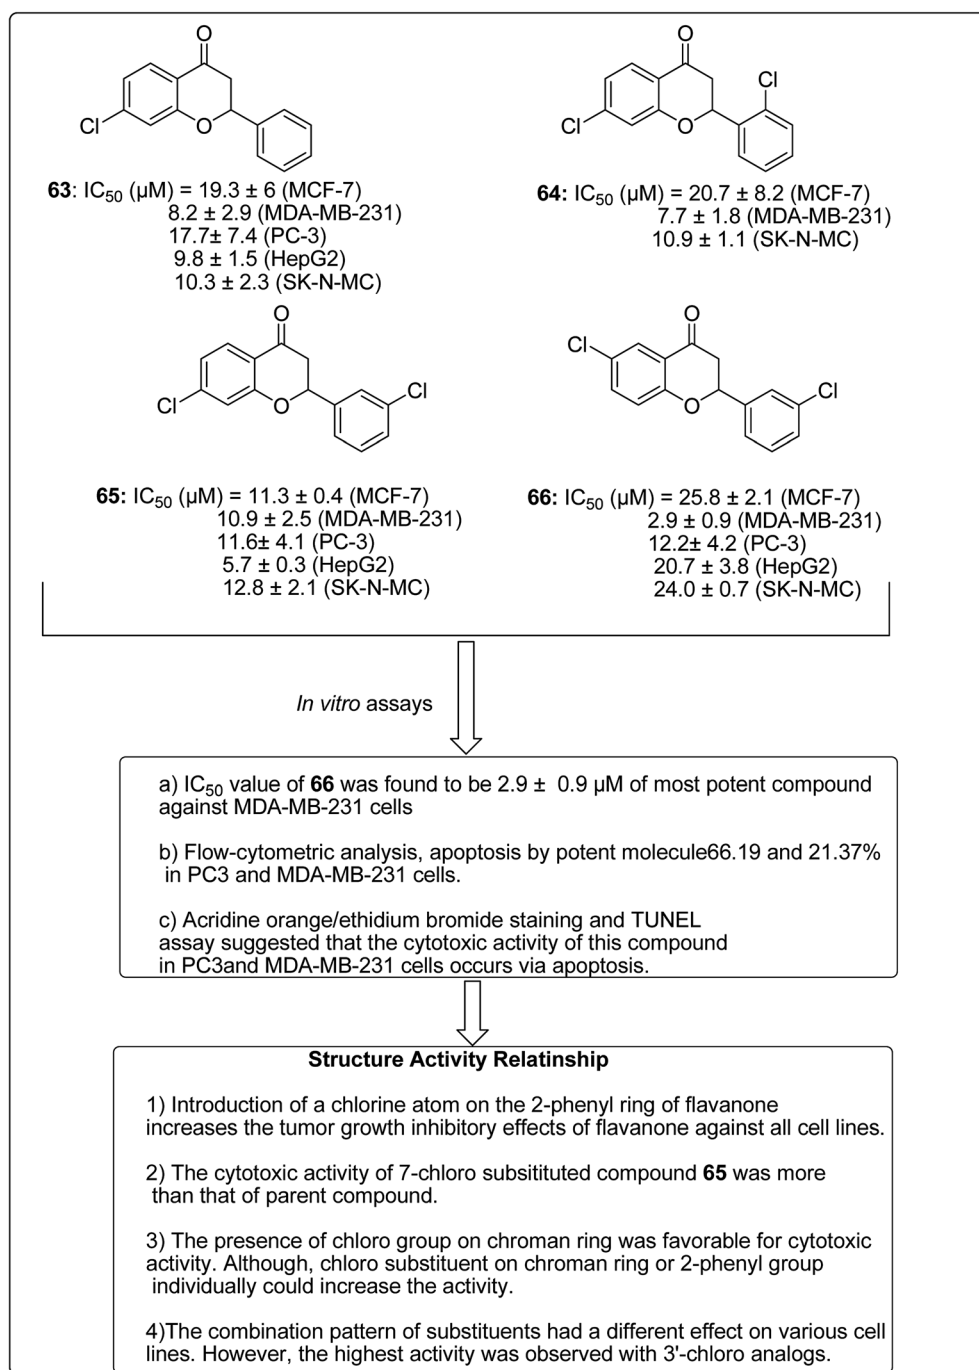 O
Cl
O
O
Cl
Cl
O
63: IC50 (µM) = 19.3 ± 6 (MCF-7)
8.2 ± 2.9 (MDA-MB-231)
17.7± 7.4 (PC-3)
9.8 ± 1.5 (HepG2)
10.3 ± 2.3 (SK-N-MC)
64: IC50 (µM) = 20.7 ± 8.2 (MCF-7)
7.7 ± 1.8 (MDA-MB-231)
10.9 ± 1.1 (SK-N-MC)
O
Cl
Cl
O
O
Cl
Cl
O
65: IC50 (µM) = 11.3 ± 0.4 (MCF-7)
10.9 ± 2.5 (MDA-MB-231)
11.6± 4.1 (PC-3)
5.7 ± 0.3 (HepG2)
12.8 ± 2.1 (SK-N-MC)
66: IC50 (µM) = 25.8 ± 2.1 (MCF-7)
2.9 ± 0.9 (MDA-MB-231)
12.2± 4.2 (PC-3)
20.7 ± 3.8 (HepG2)
24.0 ± 0.7 (SK-N-MC)
In vitro assays
a) IC50 value of 66 was found to be 2.9 ± 0.9 µM of most potent compound
against MDA-MB-231 cells
b) Flow-cytometric analysis, apoptosis by potent molecule66.19 and 21.37%
in PC3 and MDA-MB-231 cells.
c) Acridine orange/ethidium bromide staining and TUNEL
assay suggested that the cytotoxic activity of this compound
in PC3and MDA-MB-231 cells occurs via apoptosis.
Structure Activity Relatinship
1) Introduction of a chlorine atom on the 2-phenyl ring of flavanone
increases the tumor growth inhibitory effects of flavanone against all cell lines.
2) The cytotoxic activity of 7-chloro subsitituted compound 65 was more
than that of parent compound.
3) The presence of chloro group on chroman ring was favorable for cytotoxic
activity. Although, chloro substituent on chroman ring or 2-phenyl group
individually could increase the activity.
4)The combination pattern of substituents had a different effect on various cell
lines. However, the highest activity was observed with 3'-chloro analogs.